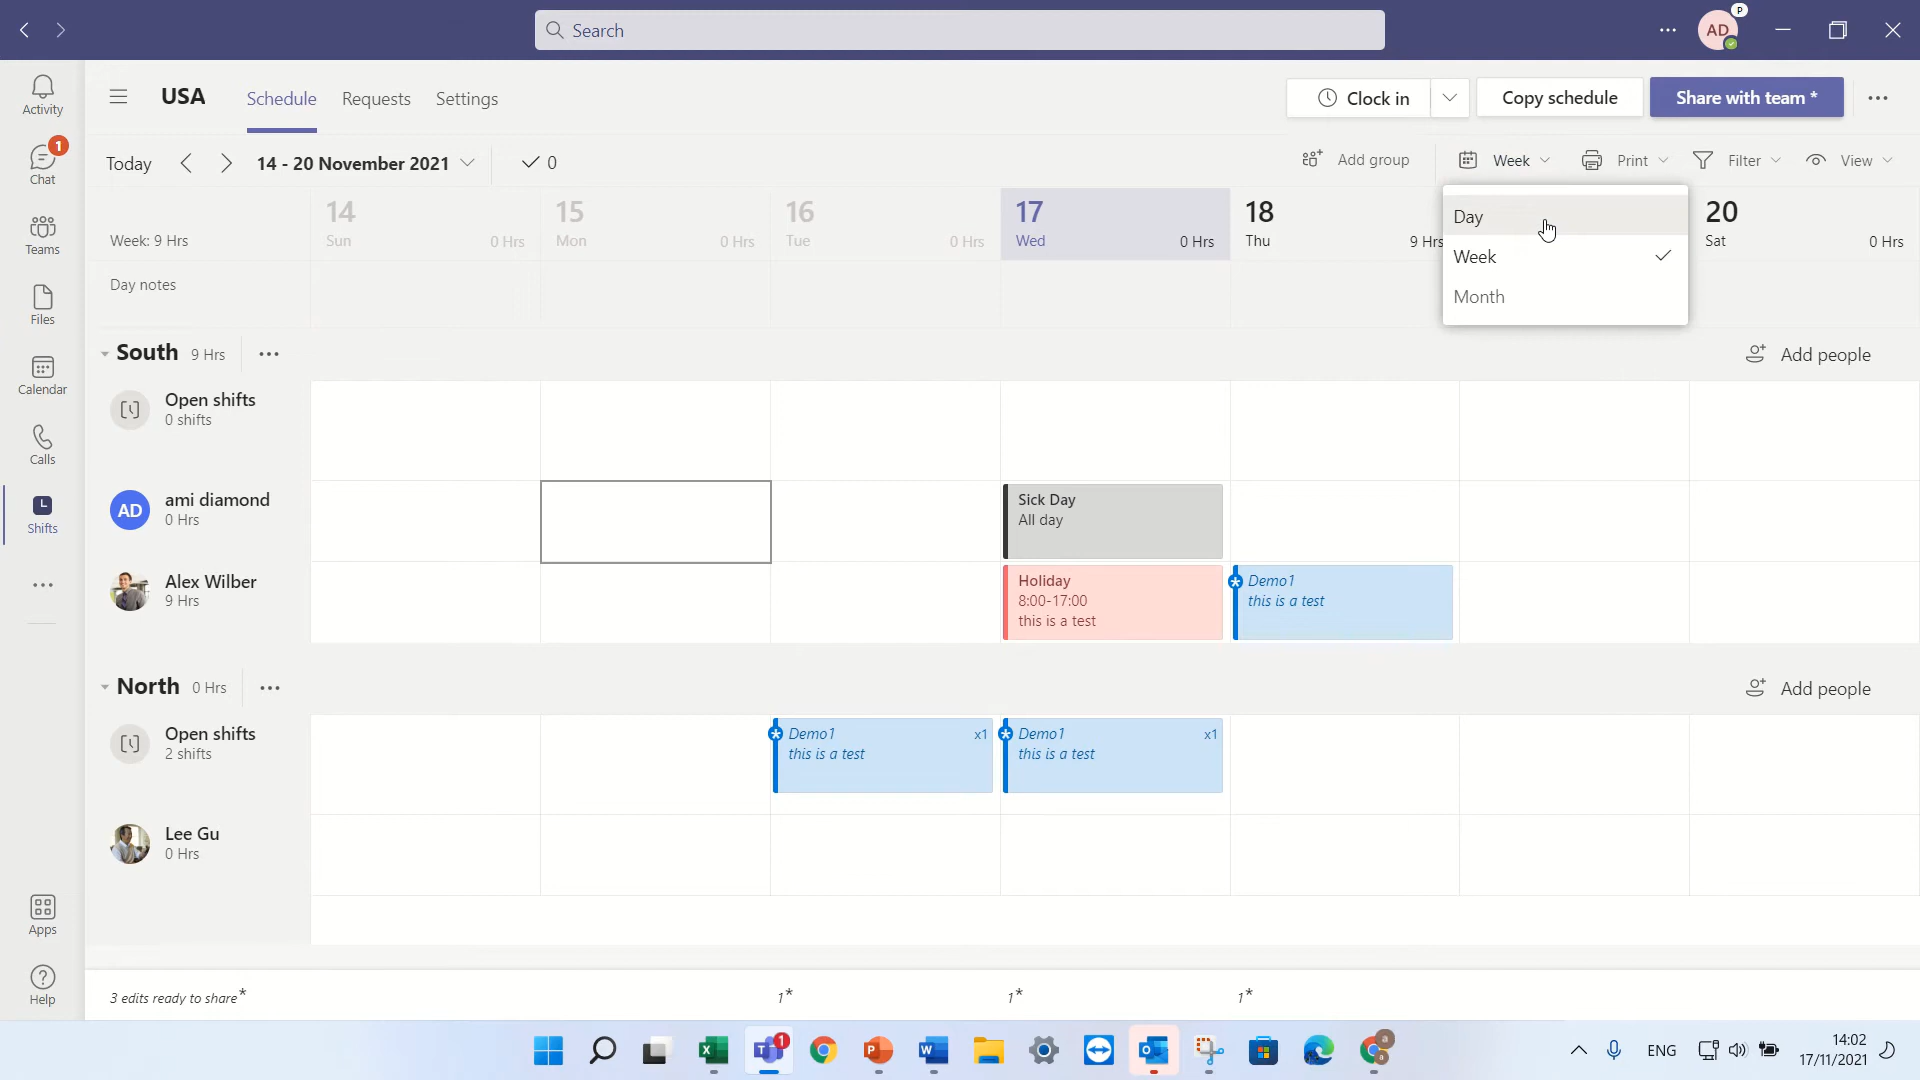 Search
AD
P
Activity
1
Chat
Teams
Files
Calendar
Calls
Shifts
Apps
Help
USA
Schedule
Requests
Settings
Clock in
Copy schedule
Share with team *
Today
14 - 20 November 2021
0
Add group
Week
Print
Filter
View
Day
Week
Month
Week: 9 Hrs
14
Sun
0 Hrs
15
Mon
0 Hrs
16
Tue
0 Hrs
17
Wed
0 Hrs
18
Thu
9 Hrs
20
Sat
0 Hrs
Day notes
South 9 Hrs
Add people
Open shifts
0 shifts
AD
ami diamond
0 Hrs
Sick Day
All day
Alex Wilber
9 Hrs
Holiday
8:00-17:00
this is a test
Demo1
this is a test
North 0 Hrs
Add people
Open shifts
2 shifts
Demo1 x1
this is a test
Demo1 x1
this is a test
Lee Gu
0 Hrs
3 edits ready to share*
1*
1*
1*
1
ENG
14:02
17/11/2021